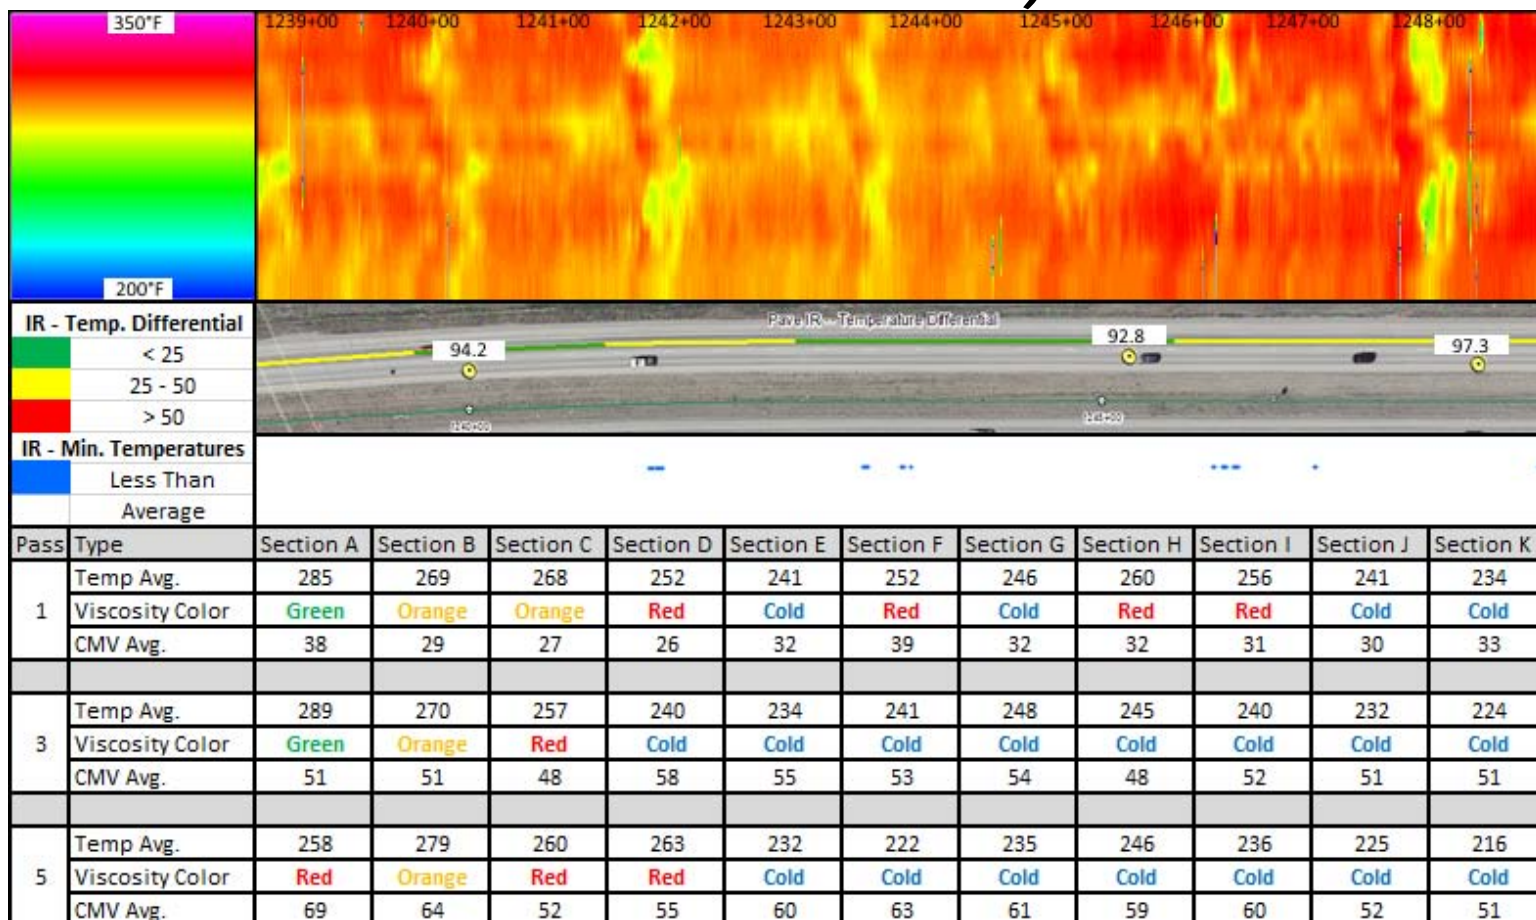 350°F 1239+00 1240+00 1241+00 1242+00 1243+00 1244+00 1245+00 1246+00 1247+00 1248+00
200°F
IR - Temp. Differential Pave IR -- Temperature Differential
< 25 94.2 92.8 97.3
25 - 50
> 50
1240+00 1245+00
IR - Min. Temperatures
Less Than
Average
Pass Type Section A Section B Section C Section D Section E Section F Section G Section H Section I Section J Section K
Temp Avg. 285 269 268 252 241 252 246 260 256 241 234
1 Viscosity Color Green Orange Orange Red Cold Red Cold Red Red Cold Cold
CMV Avg. 38 29 27 26 32 39 32 32 31 30 33
Temp Avg. 289 270 257 240 234 241 248 245 240 232 224
3 Viscosity Color Green Orange Red Cold Cold Cold Cold Cold Cold Cold Cold
CMV Avg. 51 51 48 58 55 53 54 48 52 51 51
Temp Avg. 258 279 260 263 232 222 235 246 236 225 216
5 Viscosity Color Red Orange Red Red Cold Cold Cold Cold Cold Cold Cold
CMV Avg. 69 64 52 55 60 63 61 59 60 52 51